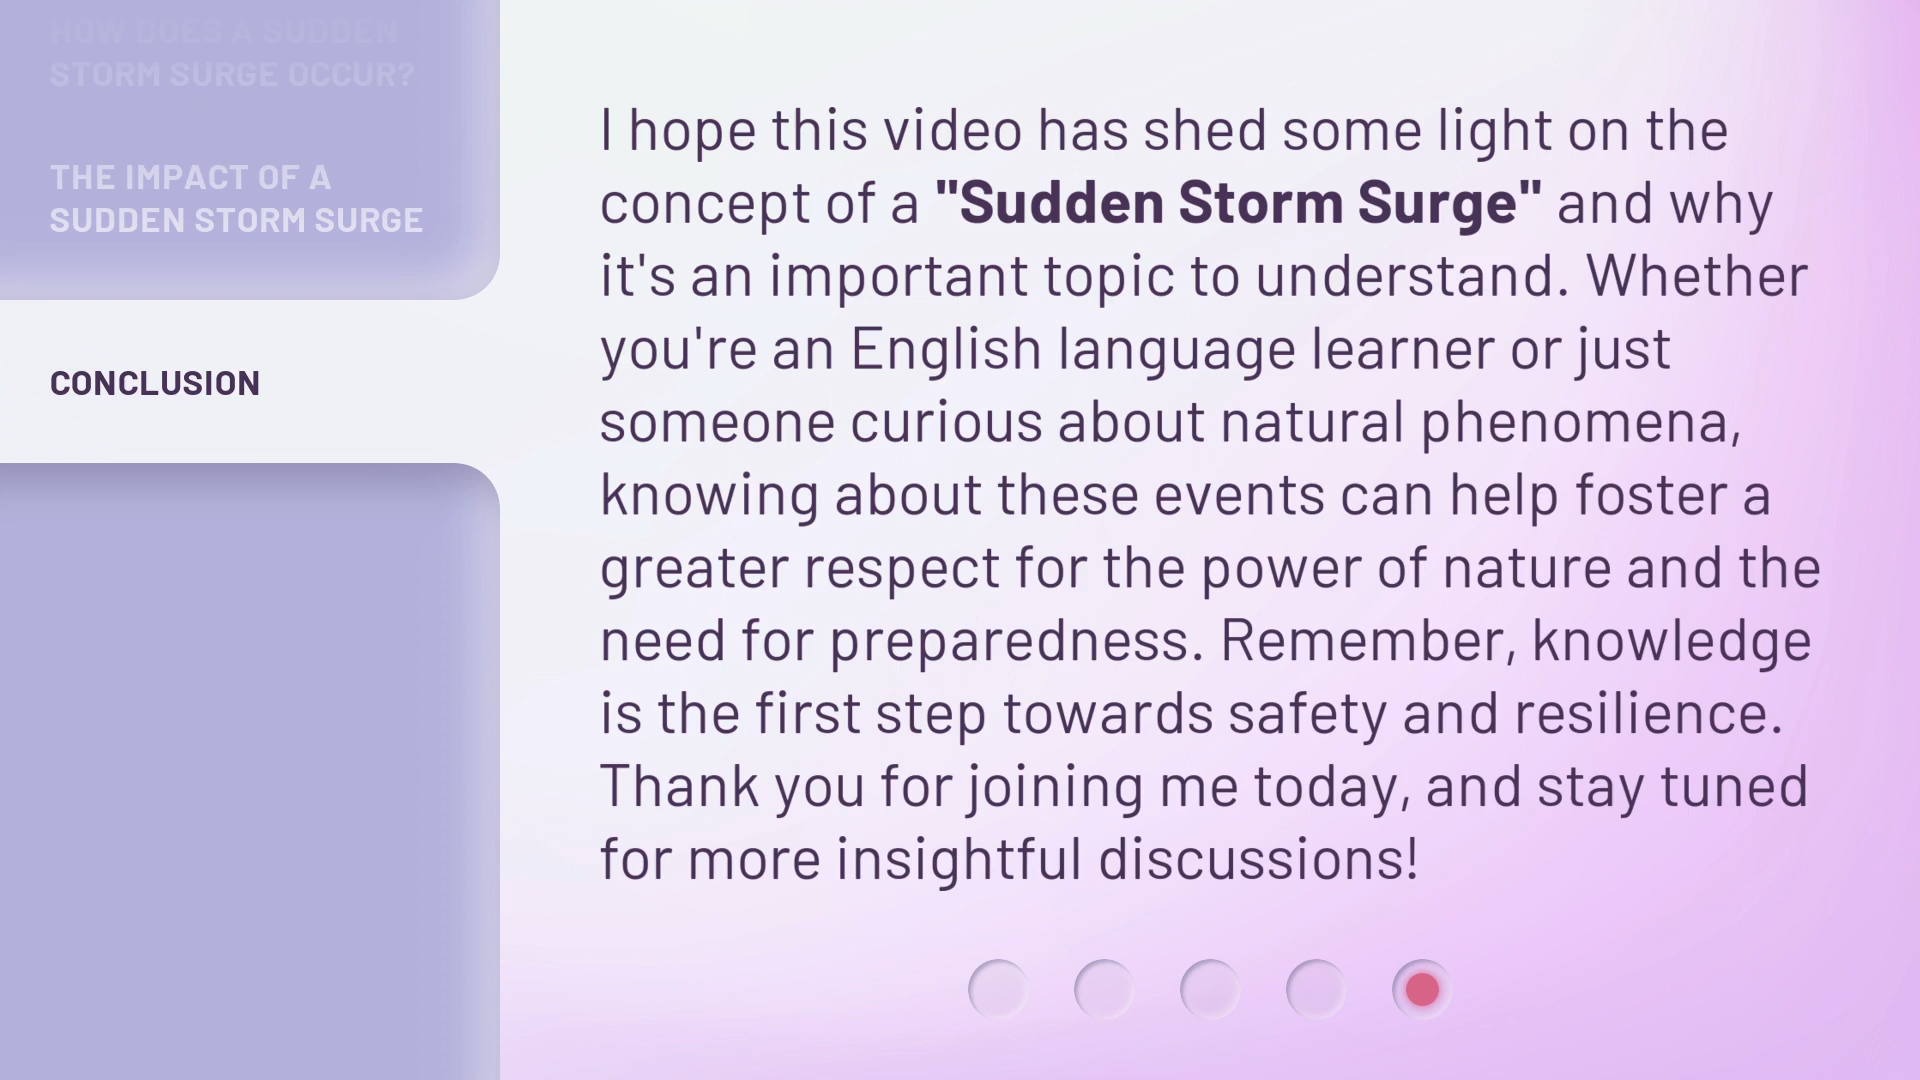 HOW DOES A SUDDEN
STORM SURGE OCCUR?
THE IMPACT OF A
SUDDEN STORM SURGE
CONCLUSION
I hope this video has shed some light on the
concept of a "Sudden Storm Surge" and why
it's an important topic to understand. Whether
you're an English language learner or just
someone curious about natural phenomena,
knowing about these events can help foster a
greater respect for the power of nature and the
need for preparedness. Remember, knowledge
is the first step towards safety and resilience.
Thank you for joining me today, and stay tuned
for more insightful discussions!